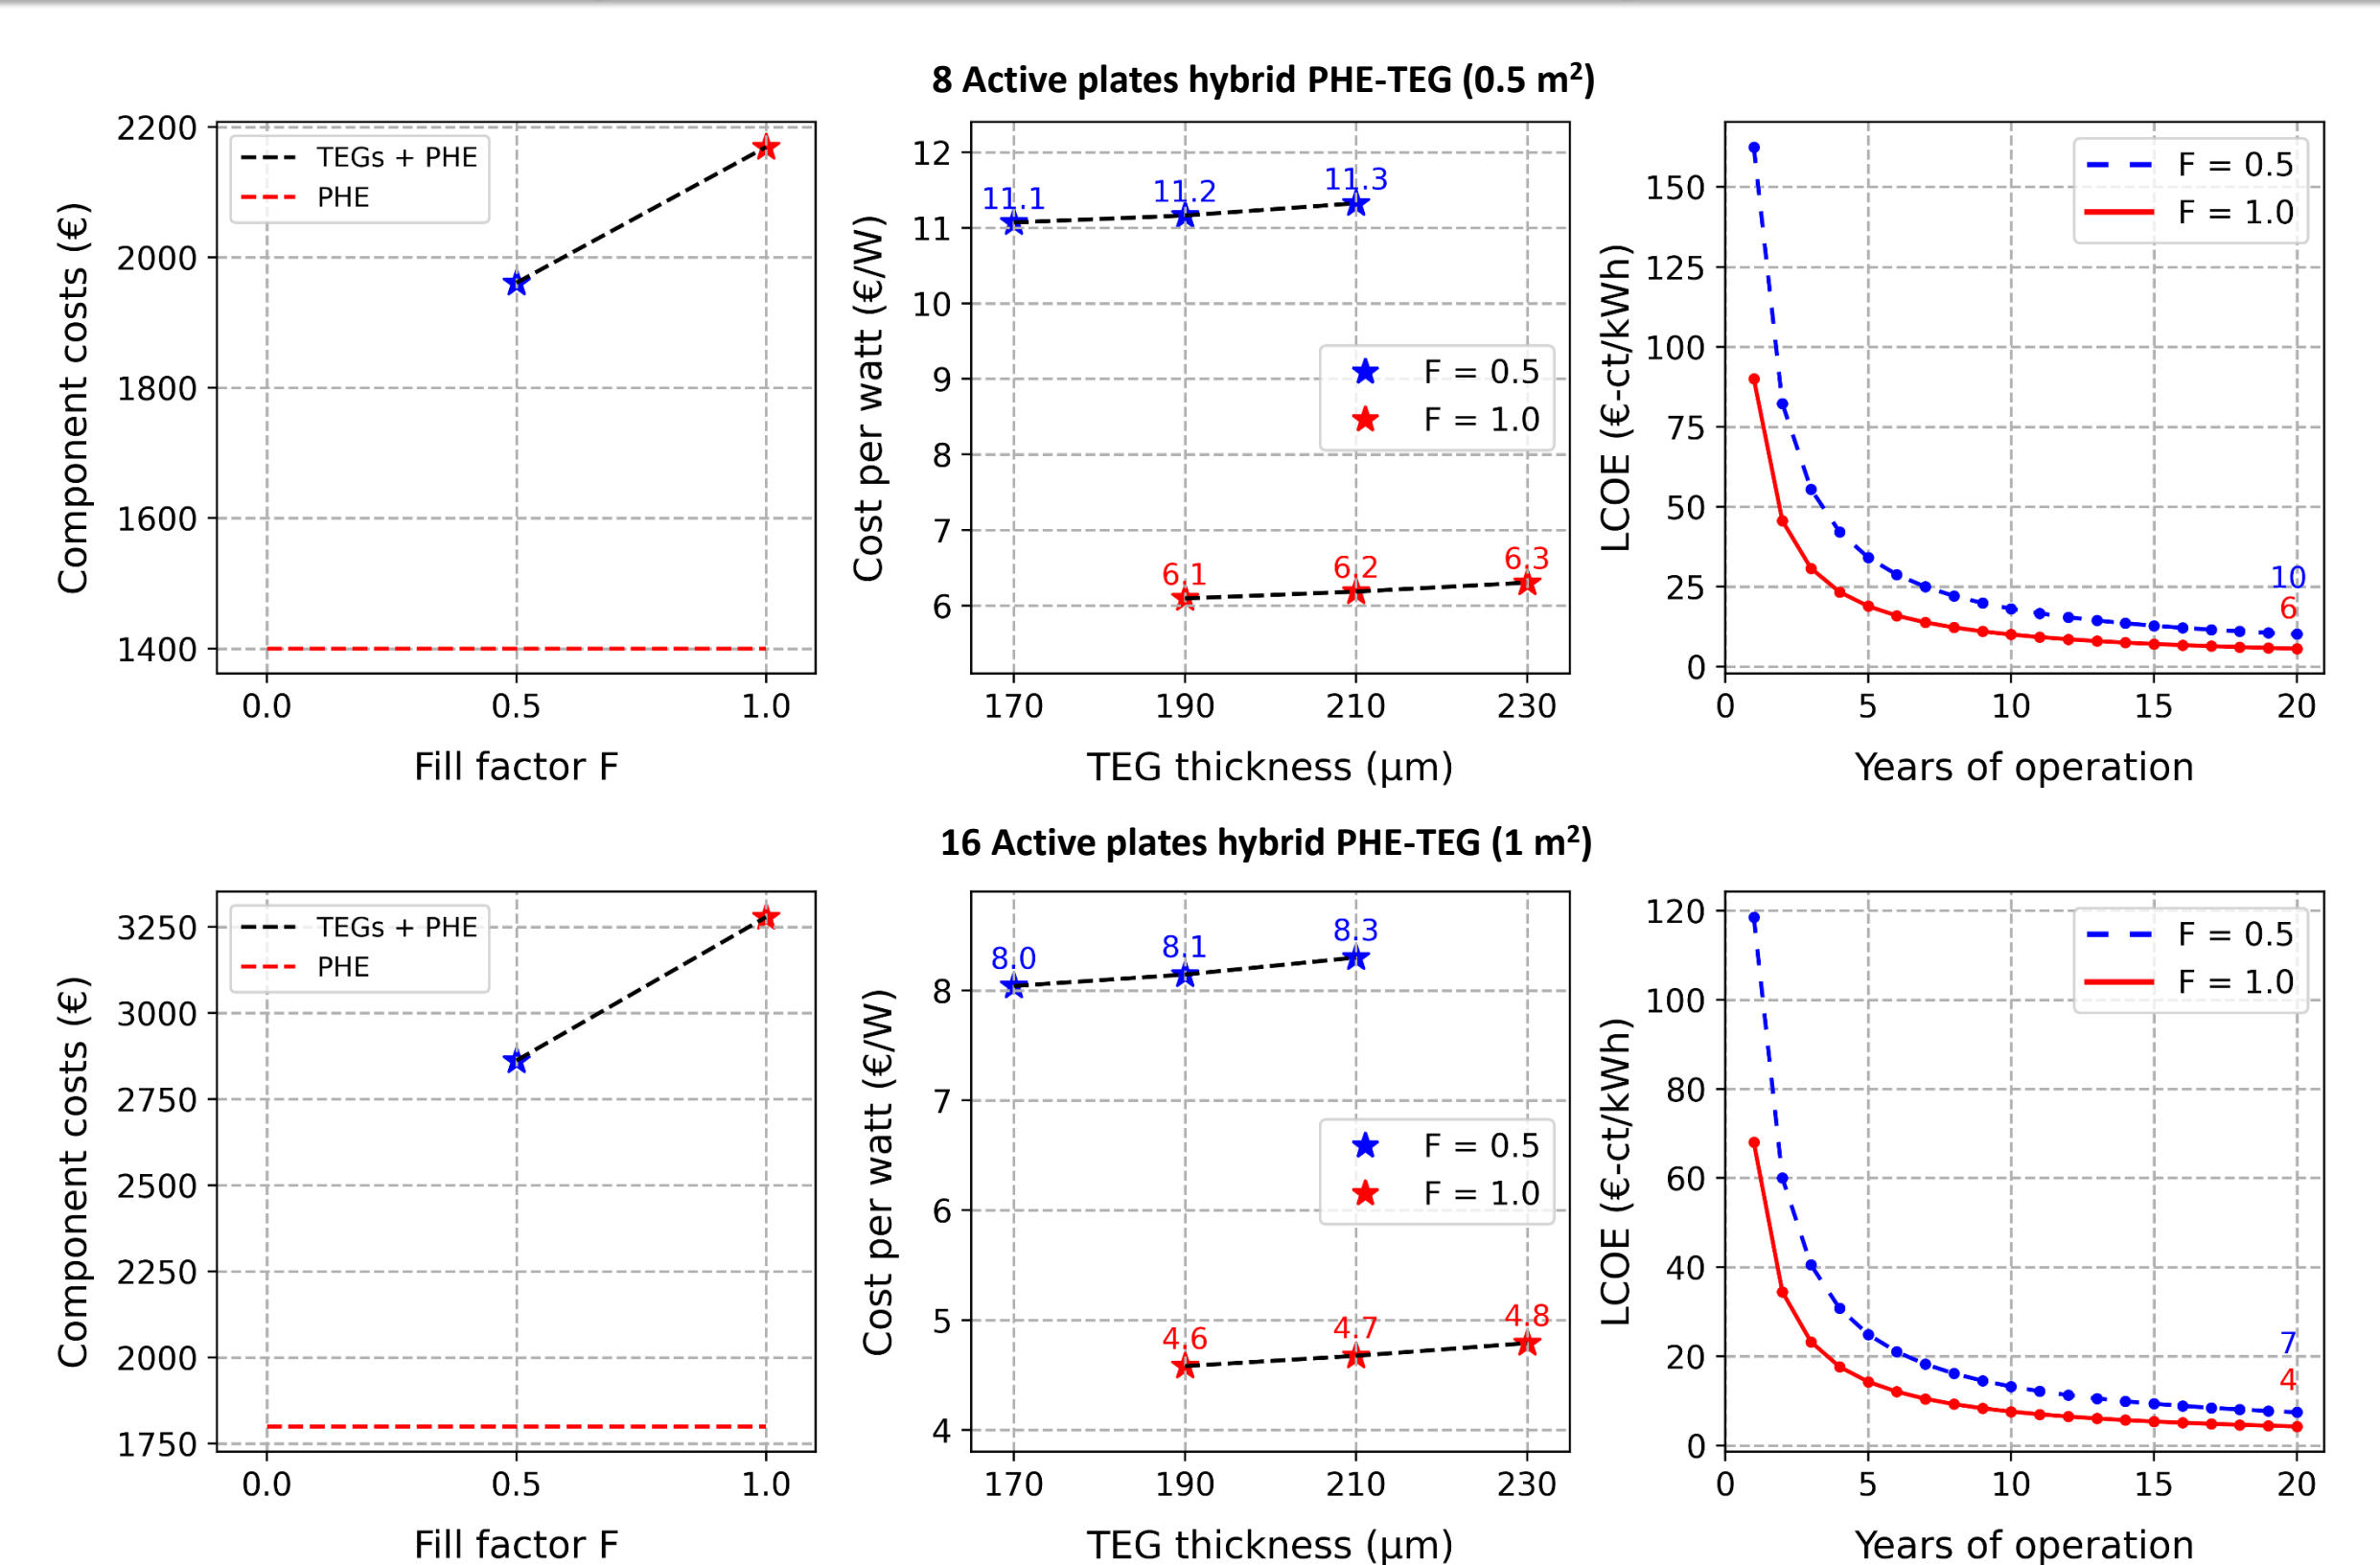 8 Active plates hybrid PHE-TEG (0.5 m²)
Component costs (€)
2200
2000
1800
1600
1400
TEGs + PHE
PHE
0.0 0.5 1.0
Fill factor F
Cost per watt (€/W)
12
11
10
9
8
7
6
11.1 11.2 11.3
F = 0.5
F = 1.0
6.1 6.2 6.3
170 190 210 230
TEG thickness (μm)
LCOE (€-ct/kWh)
150
125
100
75
50
25
0
F = 0.5
F = 1.0
10
6
0 5 10 15 20
Years of operation
16 Active plates hybrid PHE-TEG (1 m²)
Component costs (€)
3250
3000
2750
2500
2250
2000
1750
TEGs + PHE
PHE
0.0 0.5 1.0
Fill factor F
Cost per watt (€/W)
8
7
6
5
4
8.0 8.1 8.3
F = 0.5
F = 1.0
4.6 4.7 4.8
170 190 210 230
TEG thickness (μm)
LCOE (€-ct/kWh)
120
100
80
60
40
20
0
F = 0.5
F = 1.0
7
4
0 5 10 15 20
Years of operation